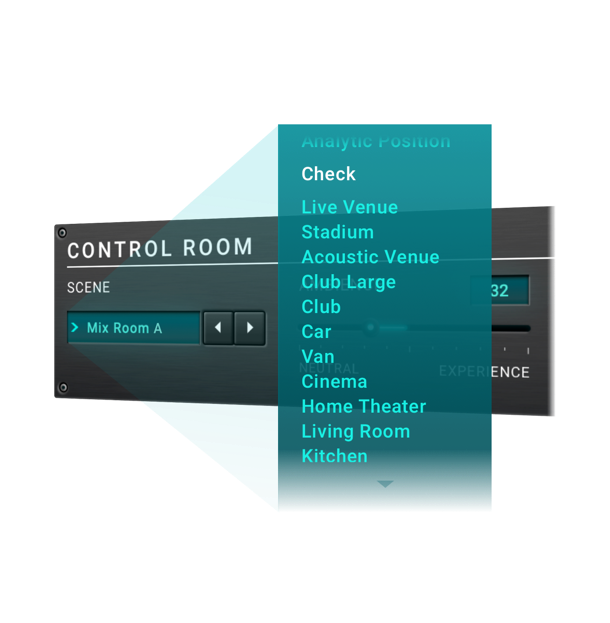 Analytic Position
Check
Live Venue
Stadium
Acoustic Venue
Club Large
Club
Car
Van
Cinema
Home Theater
Living Room
Kitchen
CONTROL ROOM
SCENE
Mix Room A
32
NEUTRAL
EXPERIENCE